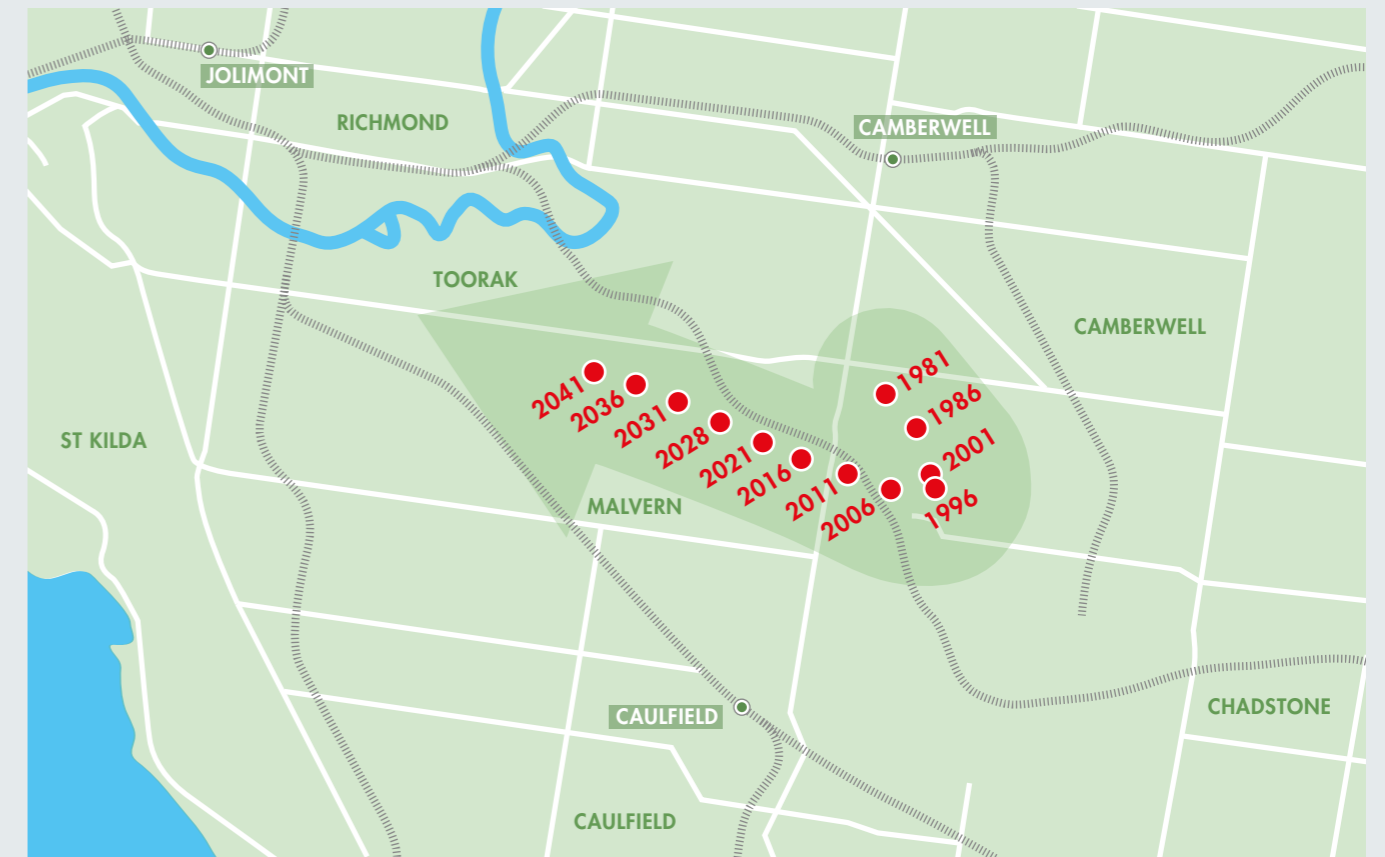 JOLIMONT
RICHMOND
CAMBERWELL
TOORAK
CAMBERWELL
1981
2041
2036
1986
2031
2028
ST KILDA
2021
2001
2016
2011
MALVERN
2006
1996
CHADSTONE
CAULFIELD
CAULFIELD